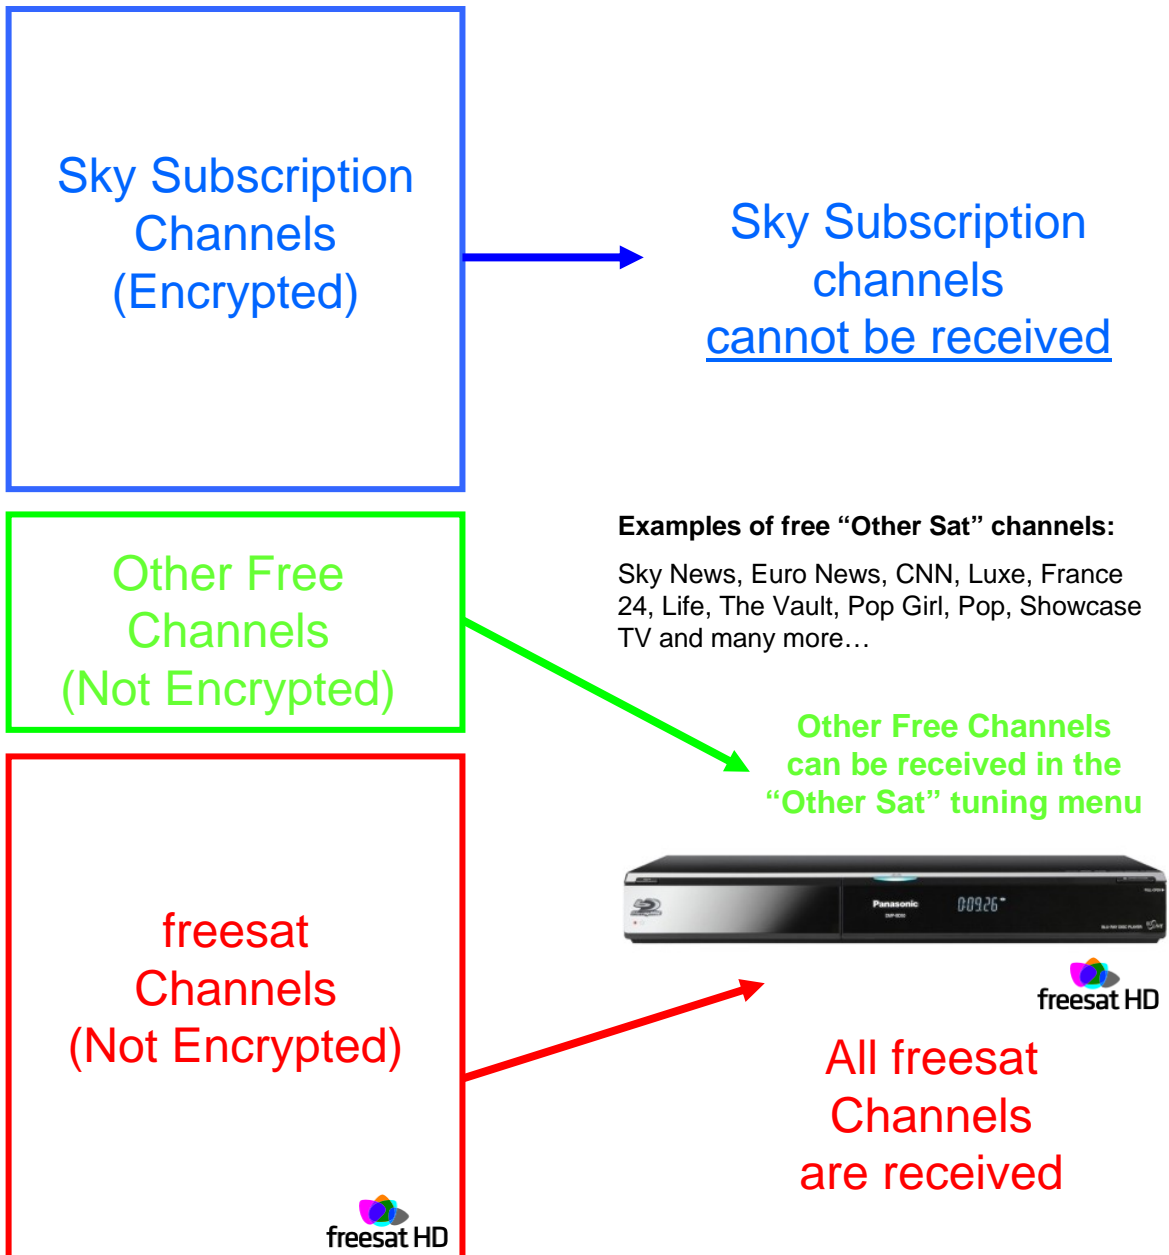 Sky Subscription
Channels
(Encrypted)
Sky Subscription
channels
cannot be received
Other Free
Channels
(Not Encrypted)
Examples of free “Other Sat” channels:
Sky News, Euro News, CNN, Luxe, France
24, Life, The Vault, Pop Girl, Pop, Showcase
TV and many more…
Other Free Channels
can be received in the
“Other Sat” tuning menu
Panasonic
0:09.26
freesat
Channels
(Not Encrypted)
freesat HD
All freesat
Channels
are received
freesat HD